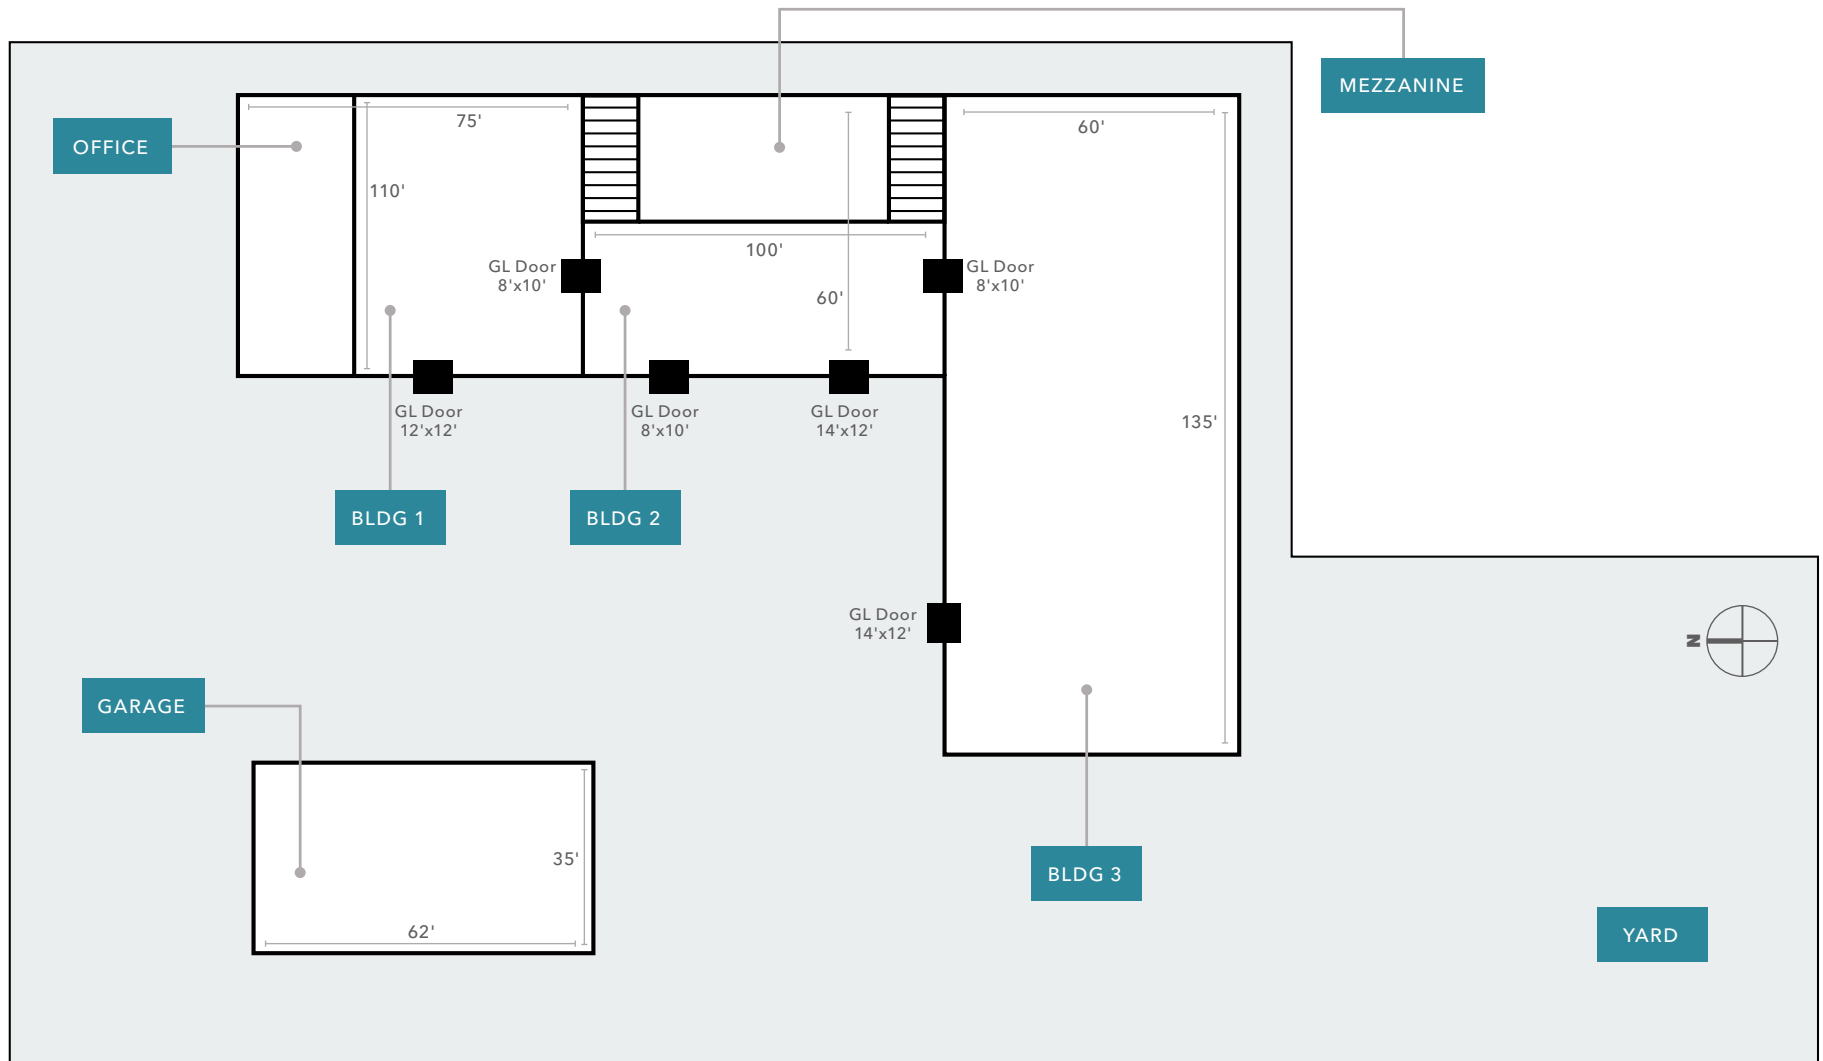 MEZZANINE
OFFICE
75'
60'
110'
100'
GL Door
8'x10'
GL Door
8'x10'
60'
GL Door
12'x12'
GL Door
8'x10'
GL Door
14'x12'
135'
BLDG 1
BLDG 2
GL Door
14'x12'
N
GARAGE
35'
62'
BLDG 3
YARD